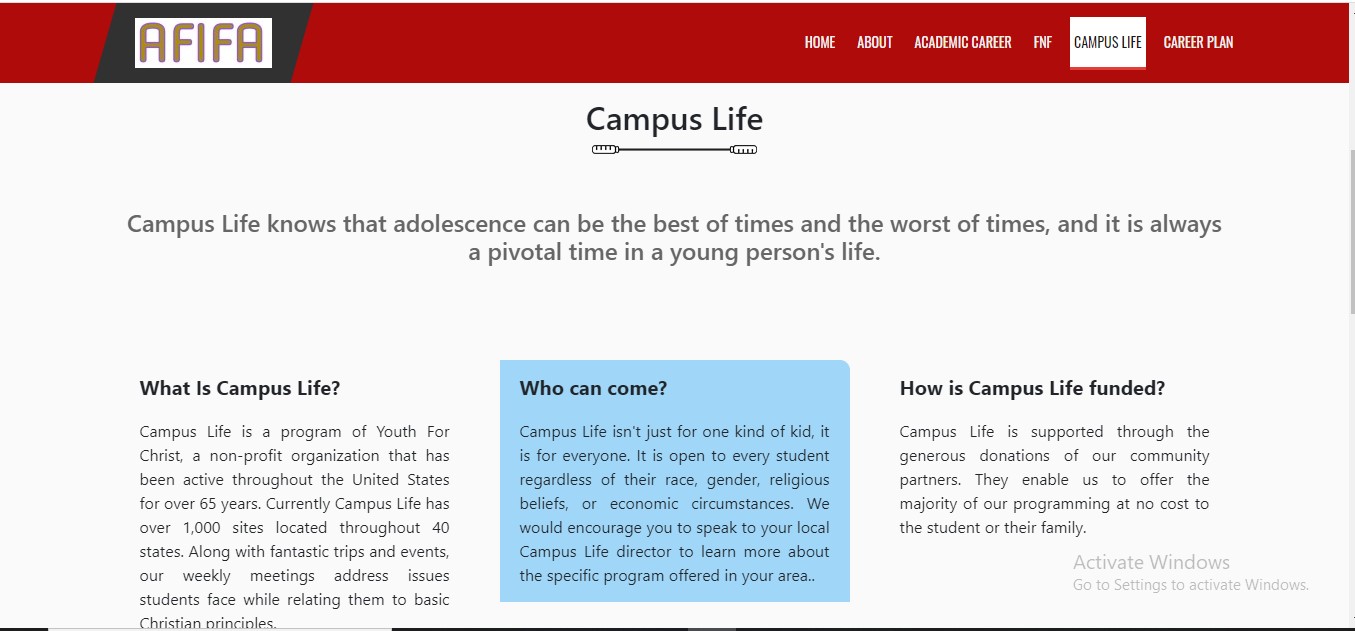 AFIFA
HOME ABOUT ACADEMIC CAREER FNF CAMPUS LIFE CAREER PLAN
Campus Life
Campus Life knows that adolescence can be the best of times and the worst of times, and it is always
a pivotal time in a young person's life.
What Is Campus Life?
Campus Life is a program of Youth For
Christ, a non-profit organization that has
been active throughout the United States
for over 65 years. Currently Campus Life has
over 1,000 sites located throughout 40
states. Along with fantastic trips and events,
our weekly meetings address issues
students face while relating them to basic
Christian principles.
Who can come?
Campus Life isn't just for one kind of kid, it
is for everyone. It is open to every student
regardless of their race, gender, religious
beliefs, or economic circumstances. We
would encourage you to speak to your local
Campus Life director to learn more about
the specific program offered in your area..
How is Campus Life funded?
Campus Life is supported through the
generous donations of our community
partners. They enable us to offer the
majority of our programming at no cost to
the student or their family.
Activate Windows
Go to Settings to activate Windows.